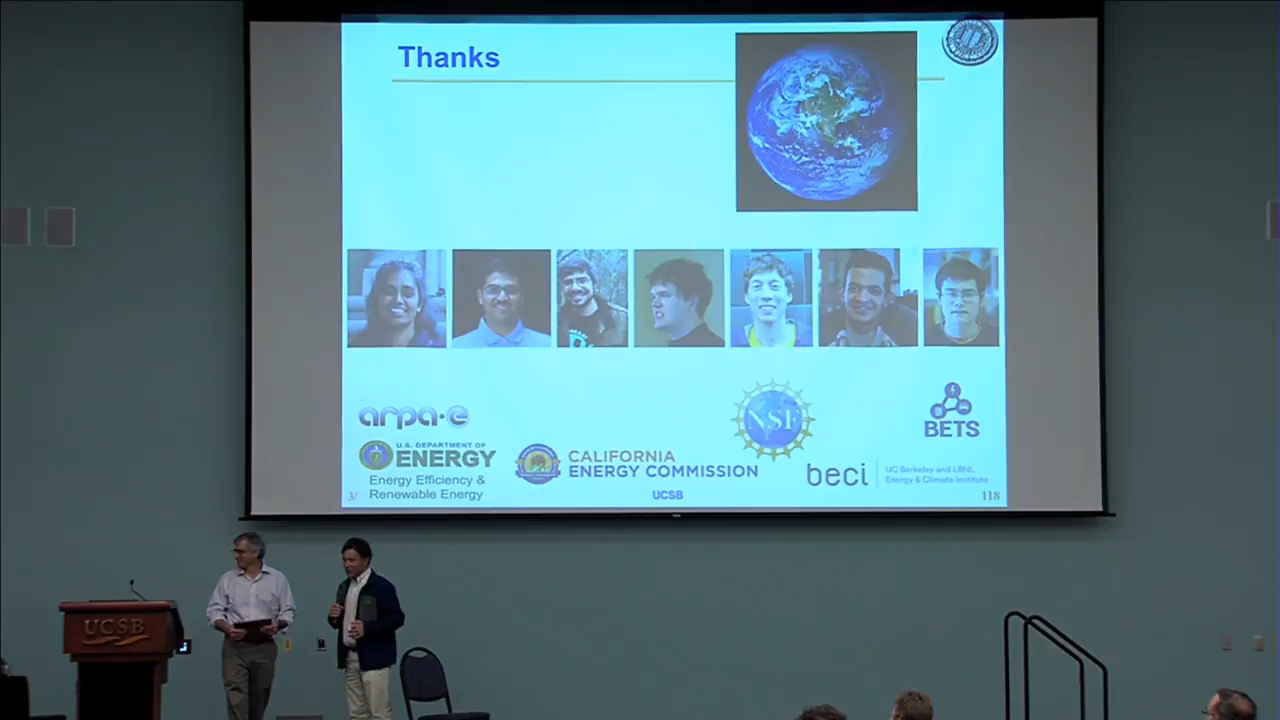 Thanks
arpa·e
U.S. DEPARTMENT OF
ENERGY
Energy Efficiency &
Renewable Energy
CALIFORNIA
ENERGY COMMISSION
NSF
BETS
beci
UC Berkeley and LBNL
Energy & Climate Institute
3/
UCSB
118
UCSB